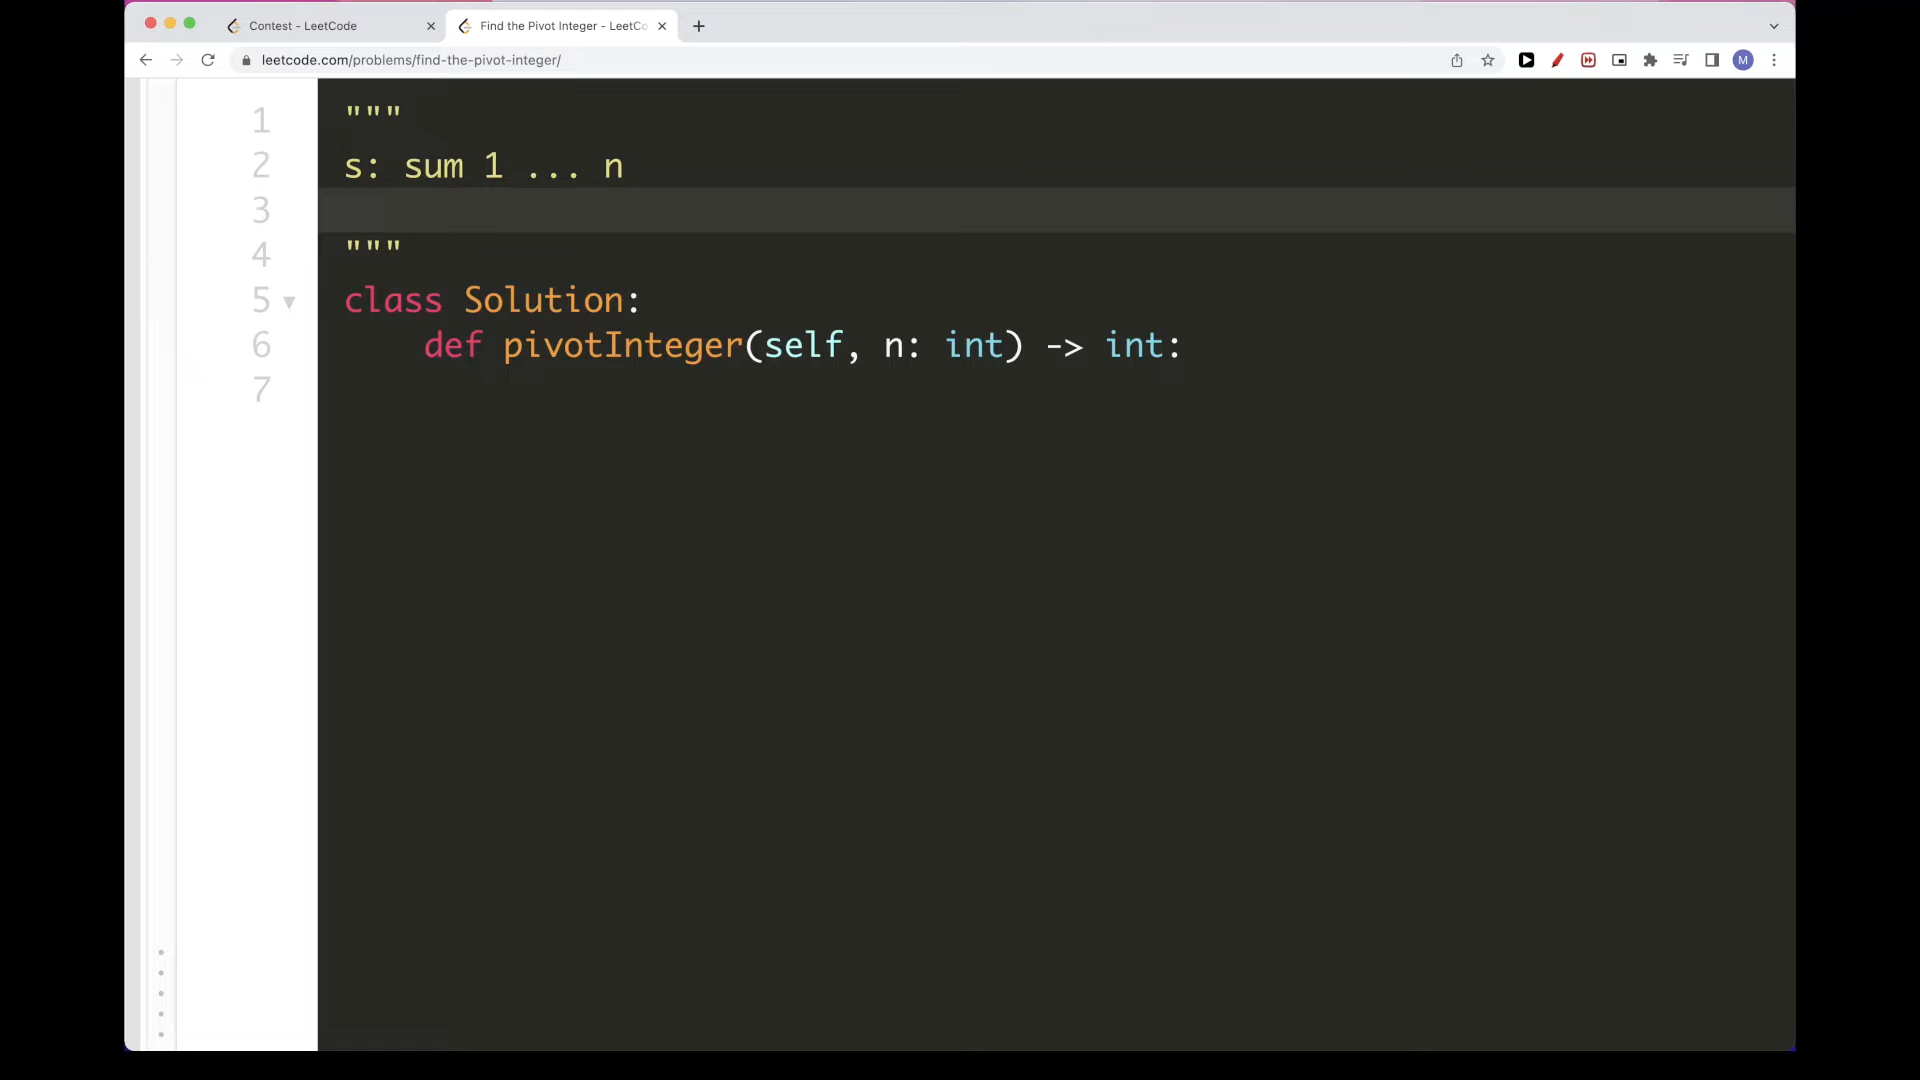 Contest - LeetCode
Find the Pivot Integer - LeetCo
leetcode.com/problems/find-the-pivot-integer/
M
1 """
2 s: sum 1 ... n
3
4 """
5 class Solution:
6 def pivotInteger(self, n: int) -> int:
7